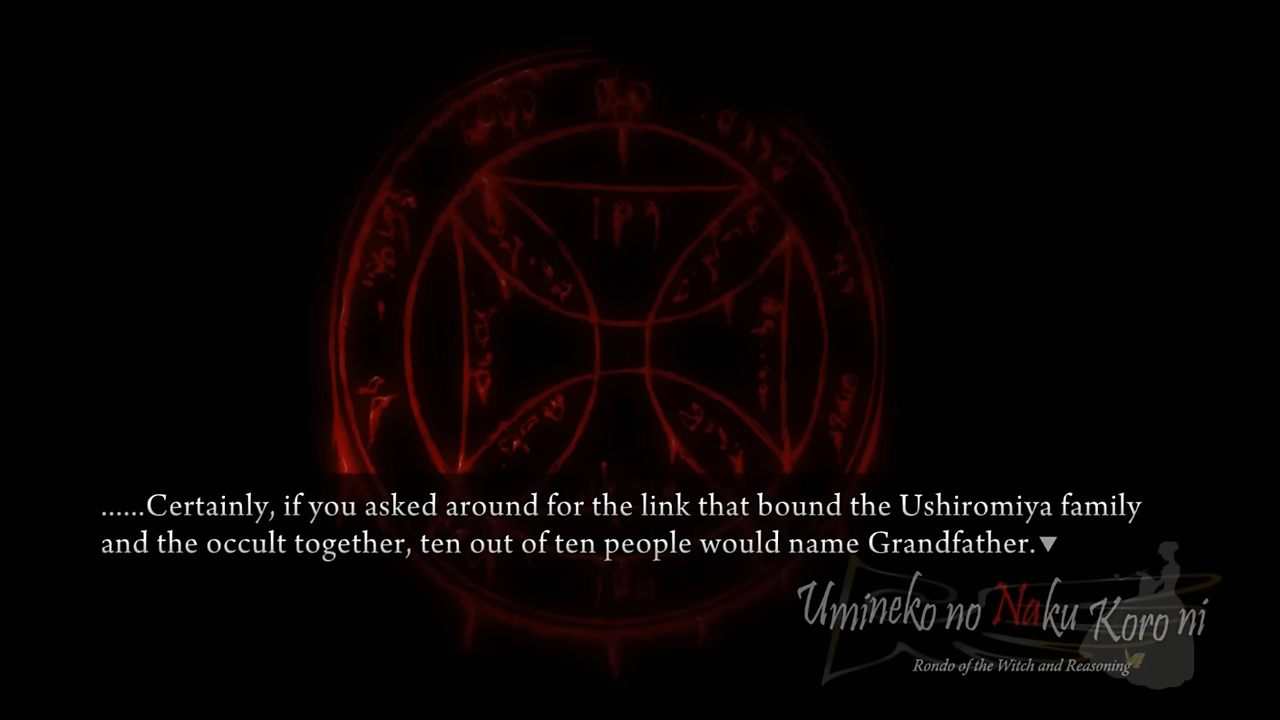 ......Certainly, if you asked around for the link that bound the Ushiromiya family
and the occult together, ten out of ten people would name Grandfather.▼
Umineko no Naku Koro ni
Rondo of the Witch and Reasoning